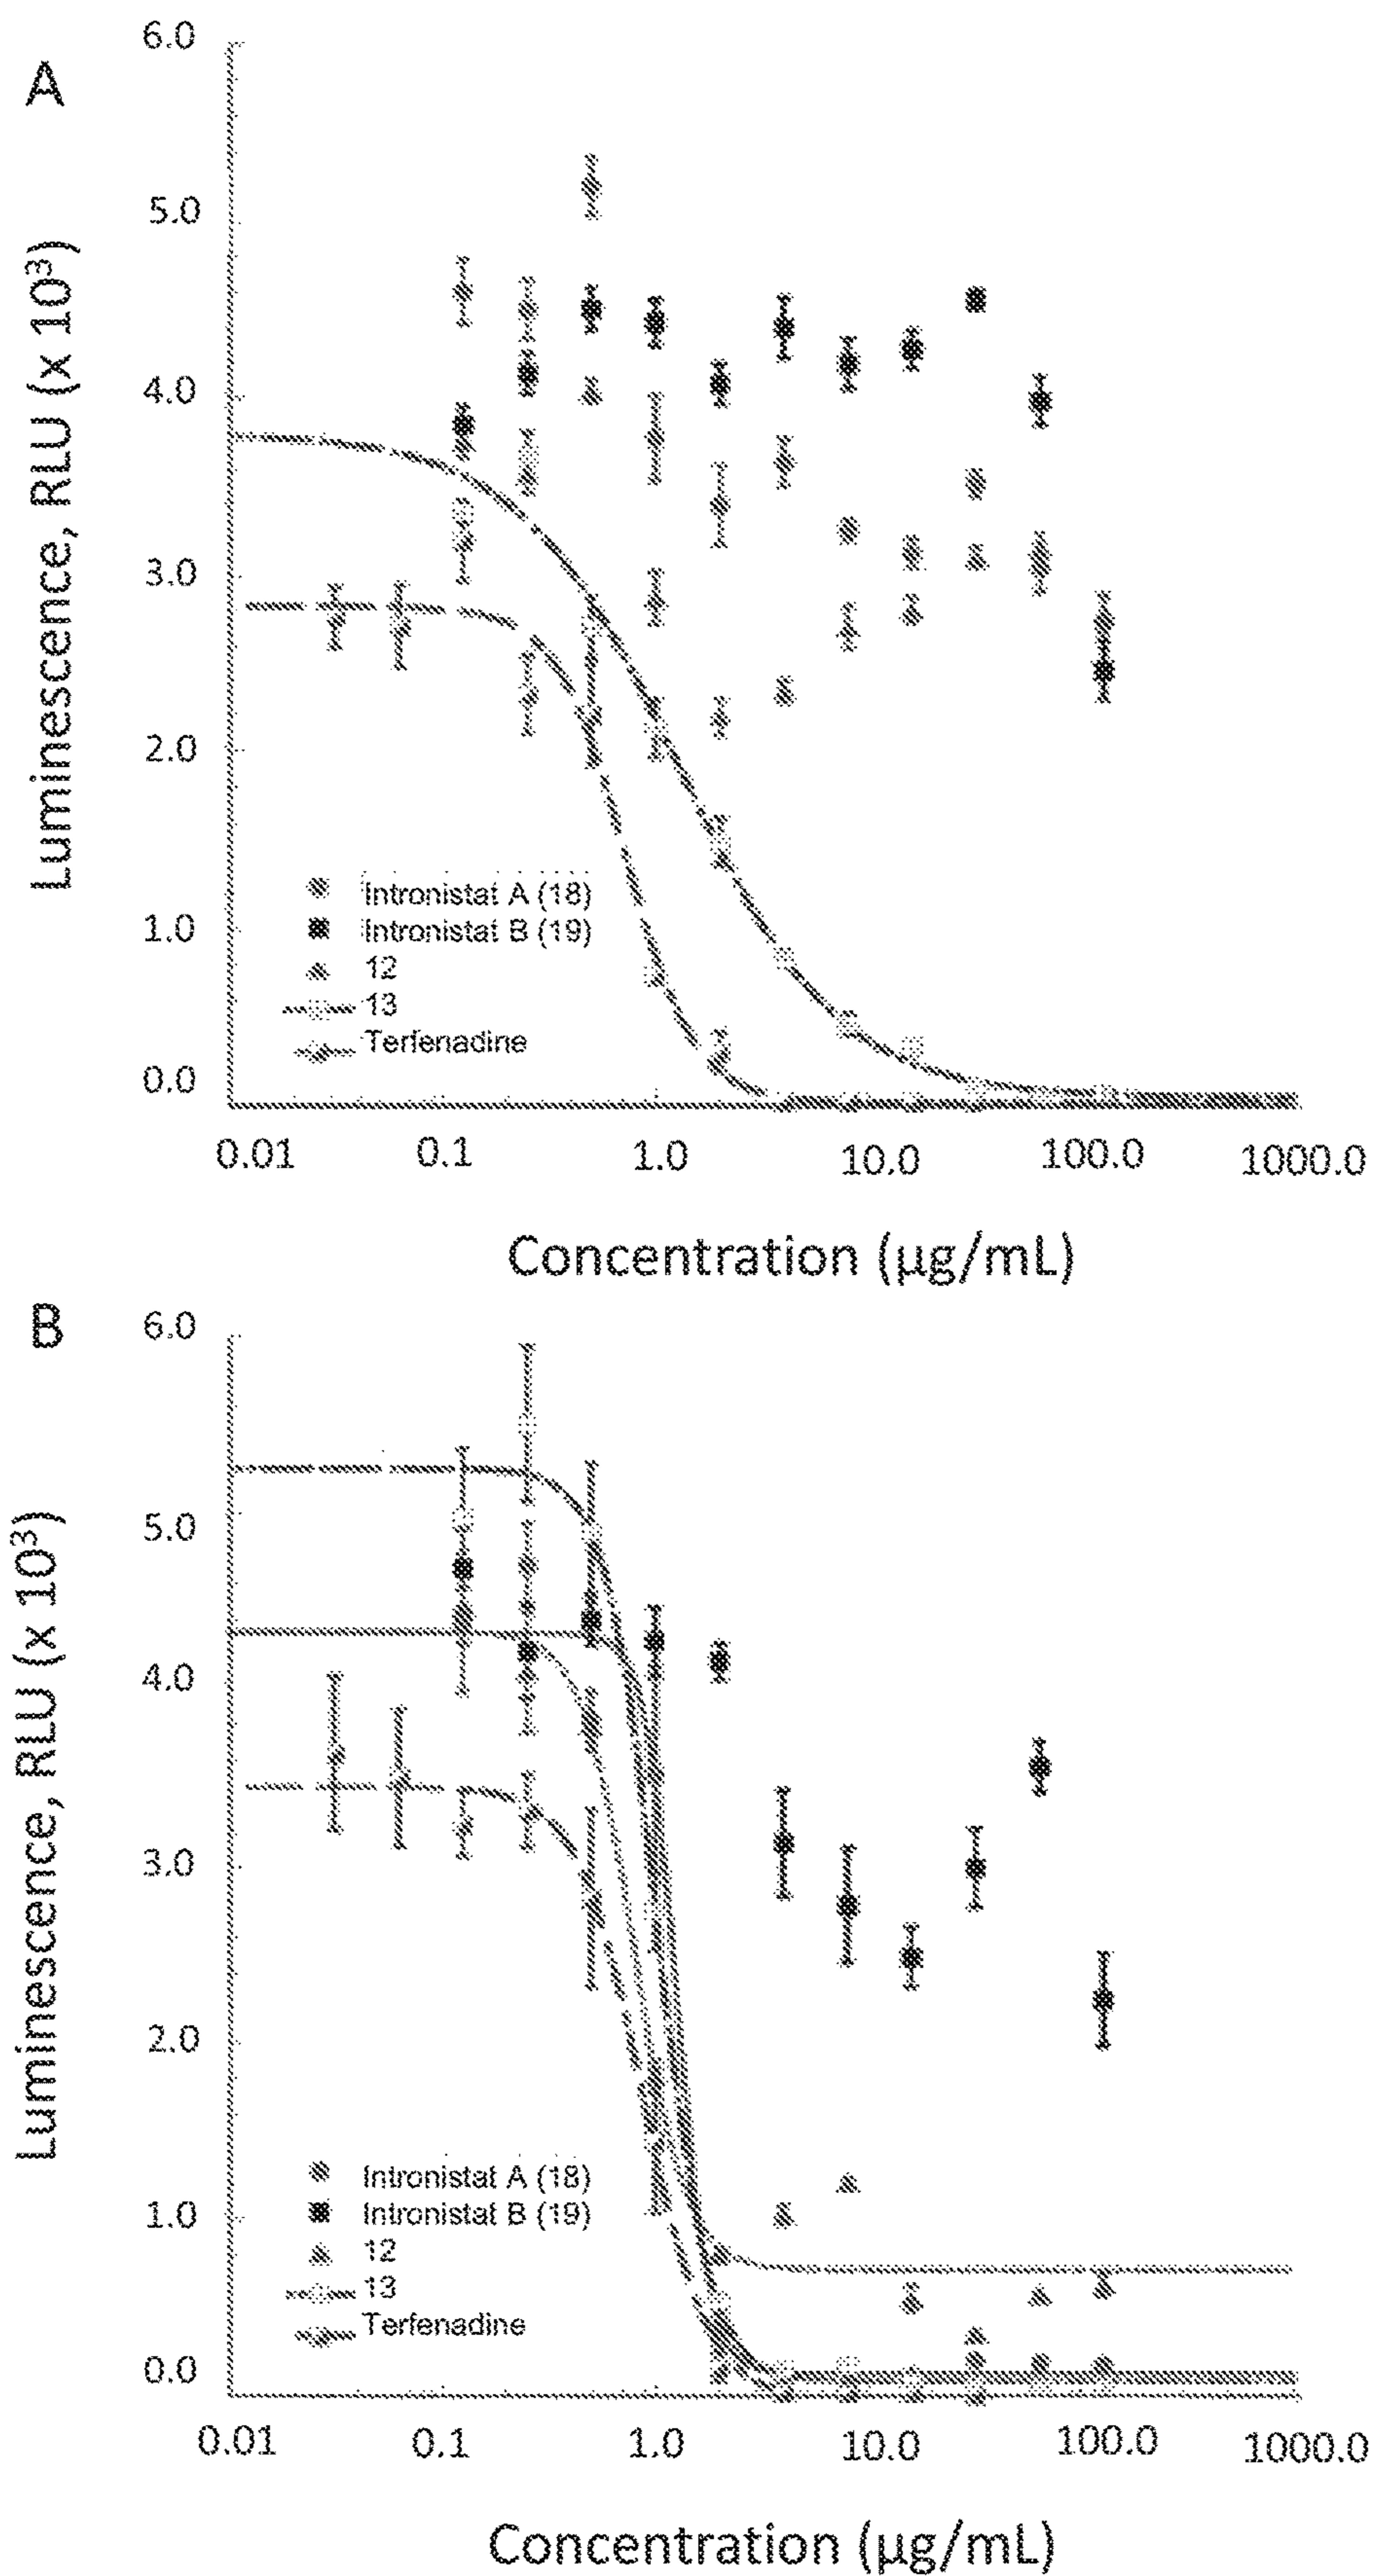 A
Luminescence, RLU (x 10³)
6.0
5.0
4.0
3.0
2.0
1.0
0.0
Intronistat A (18)
Intronistat B (19)
12
13
Terfenadine
0.01 0.1 1.0 10.0 100.0 1000.0
Concentration (µg/mL)
B
Luminescence, RLU (x 10³)
6.0
5.0
4.0
3.0
2.0
1.0
0.0
Intronistat A (18)
Intronistat B (19)
12
13
Terfenadine
0.01 0.1 1.0 10.0 100.0 1000.0
Concentration (µg/mL)